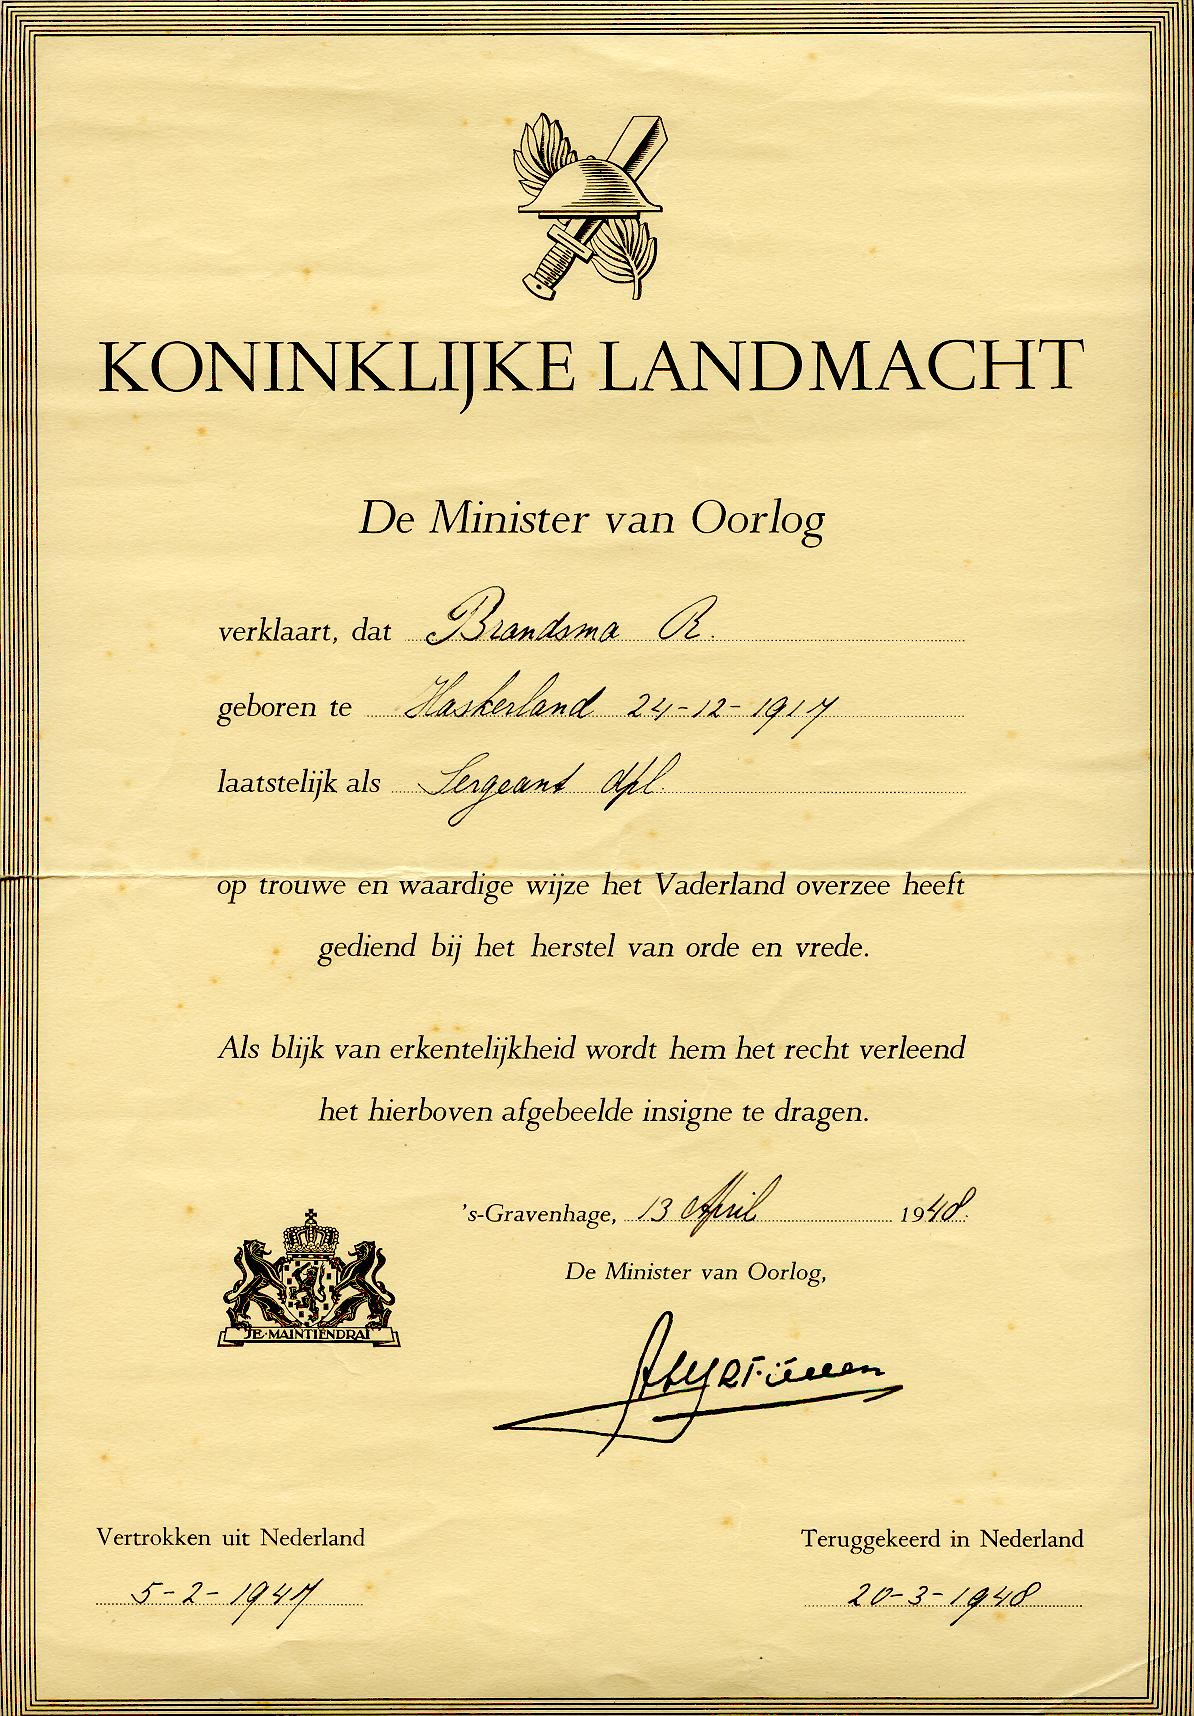 KONINKLIJKE LANDMACHT
De Minister van Oorlog
verklaart, dat Brandsma R.
geboren te Haskerland 24-12-1917
laatstelijk als Sergeant dpl.
op trouwe en waardige wijze het Vaderland overzee heeft
gediend bij het herstel van orde en vrede.
Als blijk van erkentelijkheid wordt hem het recht verleend
het hierboven afgebeelde insigne te dragen.
's-Gravenhage, 13 April 1948.
De Minister van Oorlog,
JE·MAINTIENDRAI
Vertrokken uit Nederland
5-2-1947
Teruggekeerd in Nederland
20-3-1948